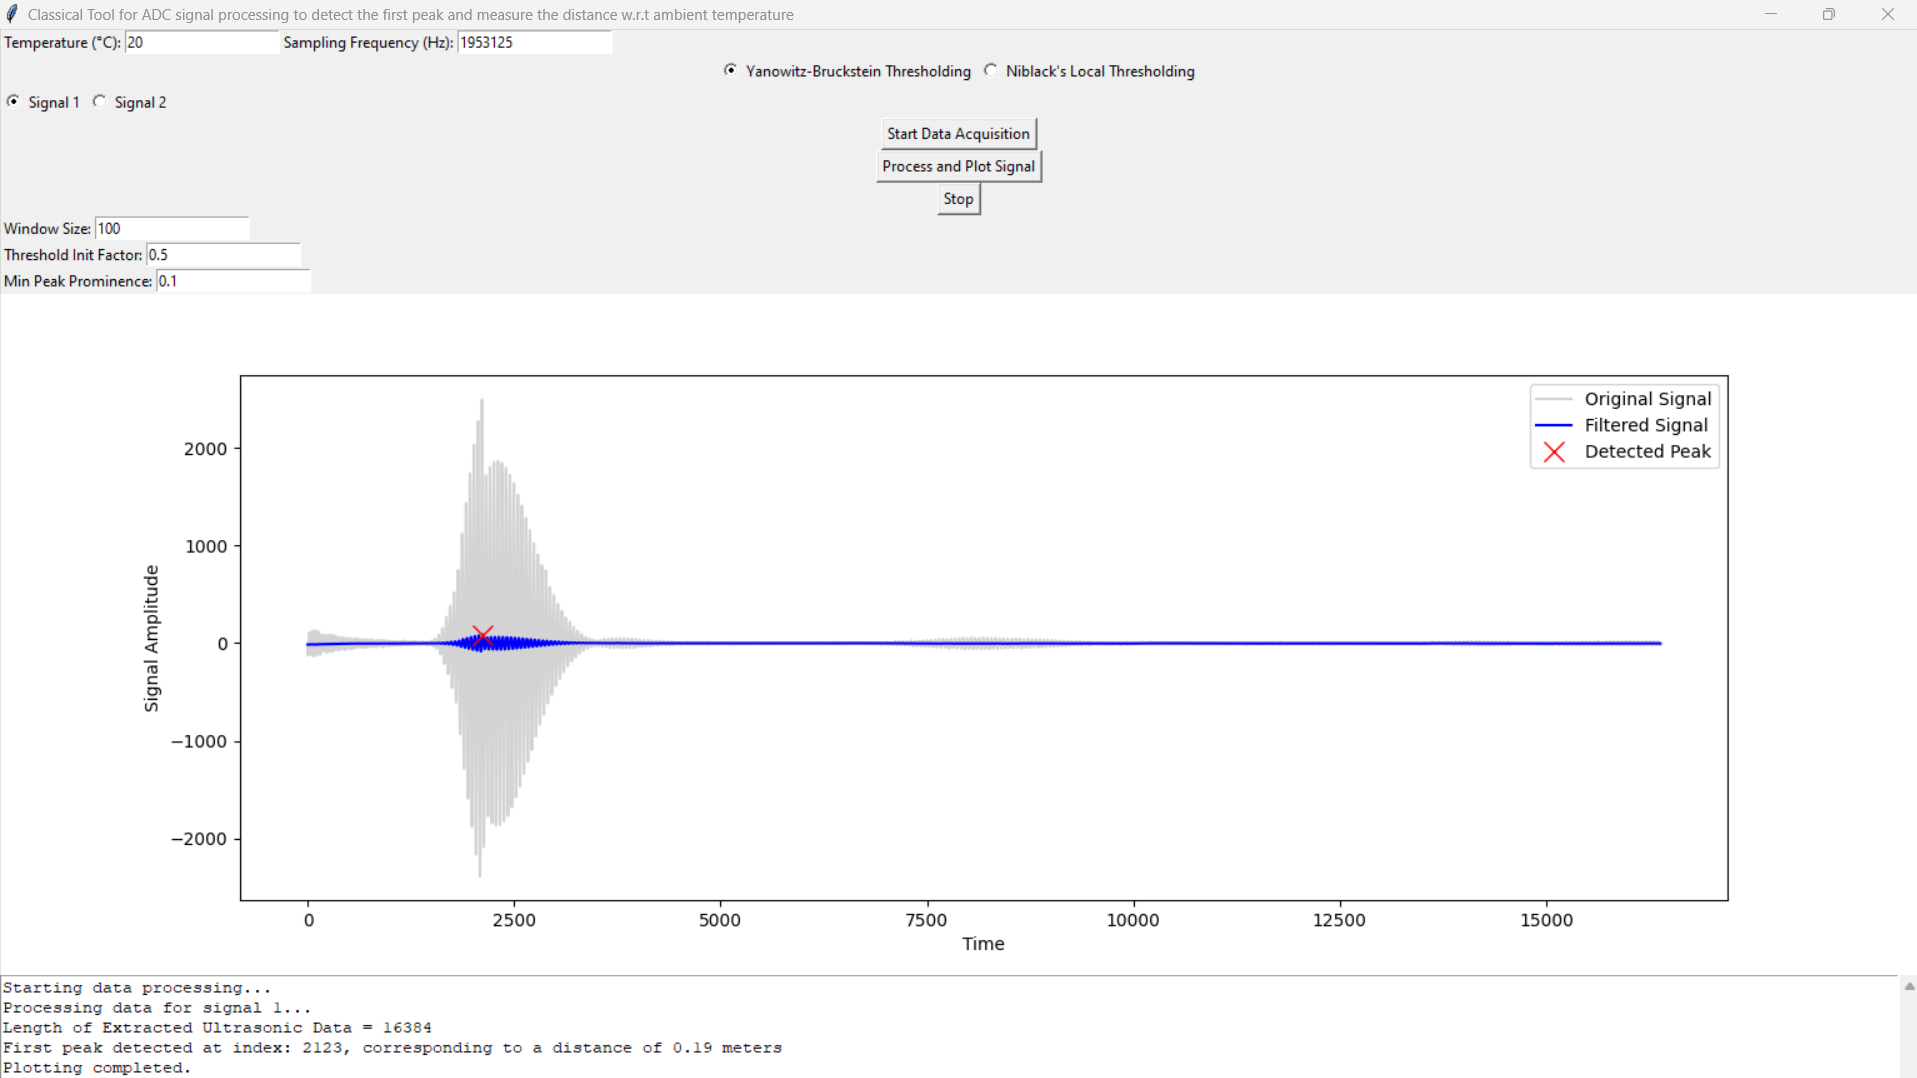 Classical Tool for ADC signal processing to detect the first peak and measure the distance w.r.t ambient temperature
Temperature (°C): 20 Sampling Frequency (Hz): 1953125
Yanowitz-Bruckstein Thresholding Niblack's Local Thresholding
Signal 1 Signal 2
Start Data Acquisition
Process and Plot Signal
Stop
Window Size: 100
Threshold Init Factor: 0.5
Min Peak Prominence: 0.1
Original Signal
Filtered Signal
Detected Peak
2000
1000
0
−1000
−2000
Signal Amplitude
0 2500 5000 7500 10000 12500 15000
Time
Starting data processing...
Processing data for signal 1...
Length of Extracted Ultrasonic Data = 16384
First peak detected at index: 2123, corresponding to a distance of 0.19 meters
Plotting completed.